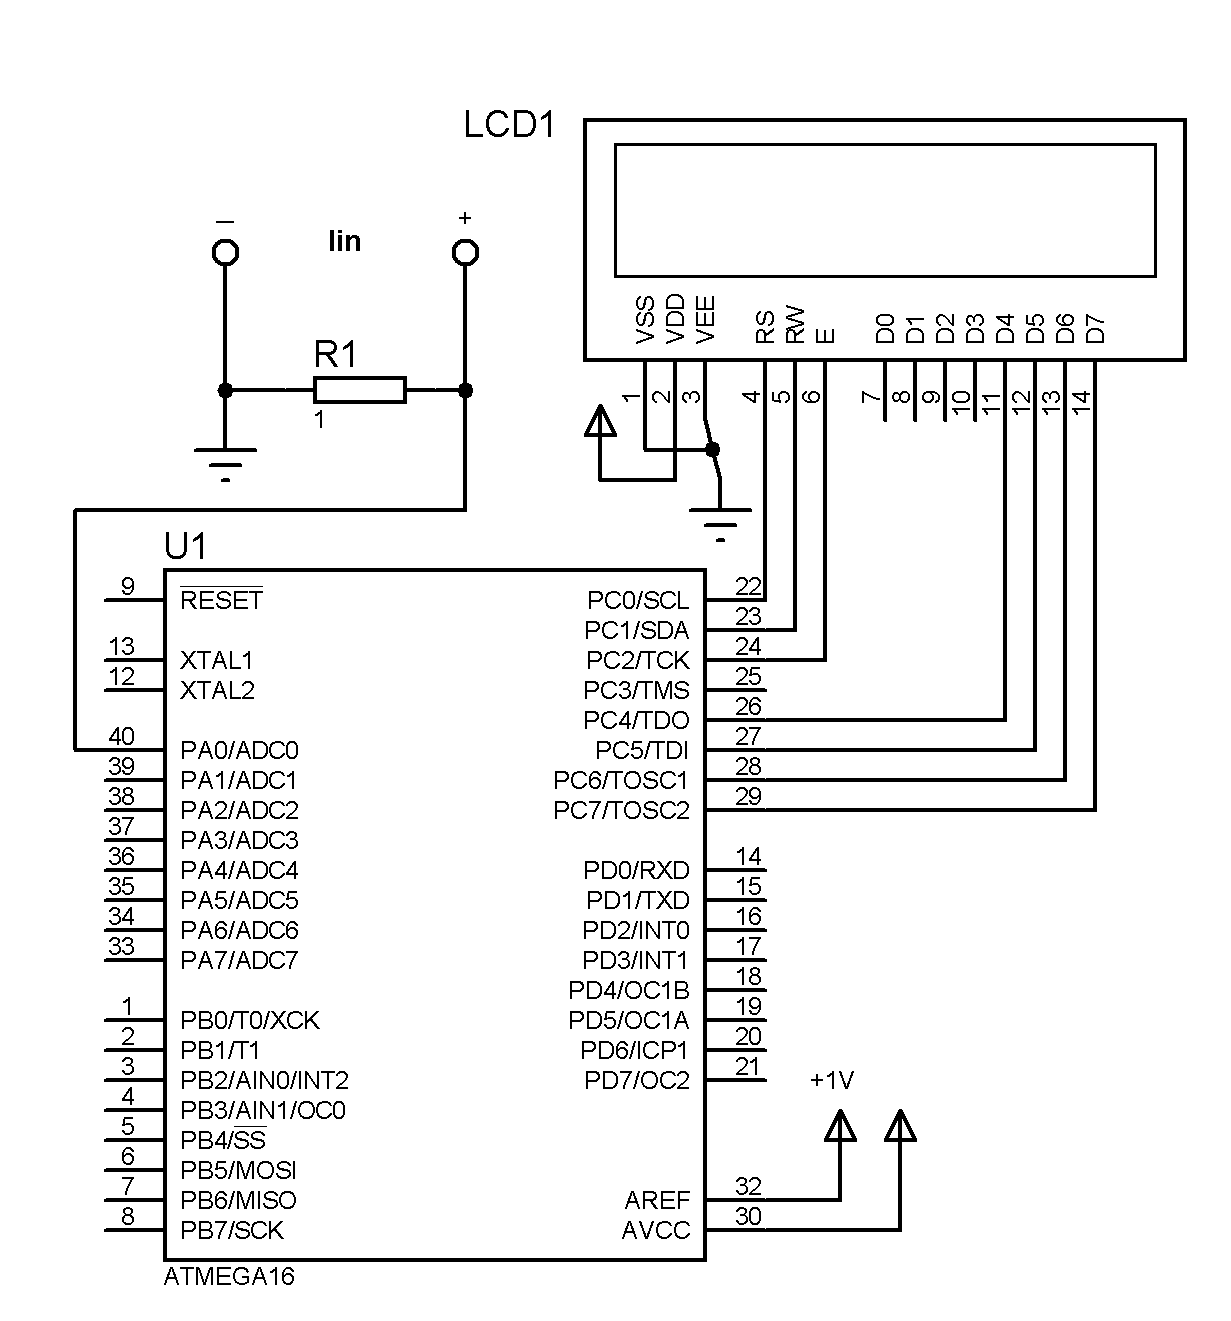 LCD1
− +
Iin
R1
1
VSS
VDD
VEE
RS
RW
E
D0
D1
D2
D3
D4
D5
D6
D7
1
2
3
4
5
6
7
8
9
10
11
12
13
14
U1
9 RESET
13 XTAL1
12 XTAL2
40 PA0/ADC0
39 PA1/ADC1
38 PA2/ADC2
37 PA3/ADC3
36 PA4/ADC4
35 PA5/ADC5
34 PA6/ADC6
33 PA7/ADC7
1 PB0/T0/XCK
2 PB1/T1
3 PB2/AIN0/INT2
4 PB3/AIN1/OC0
5 PB4/SS
6 PB5/MOSI
7 PB6/MISO
8 PB7/SCK
PC0/SCL 22
PC1/SDA 23
PC2/TCK 24
PC3/TMS 25
PC4/TDO 26
PC5/TDI 27
PC6/TOSC1 28
PC7/TOSC2 29
PD0/RXD 14
PD1/TXD 15
PD2/INT0 16
PD3/INT1 17
PD4/OC1B 18
PD5/OC1A 19
PD6/ICP1 20
PD7/OC2 21
+1V
AREF 32
AVCC 30
ATMEGA16